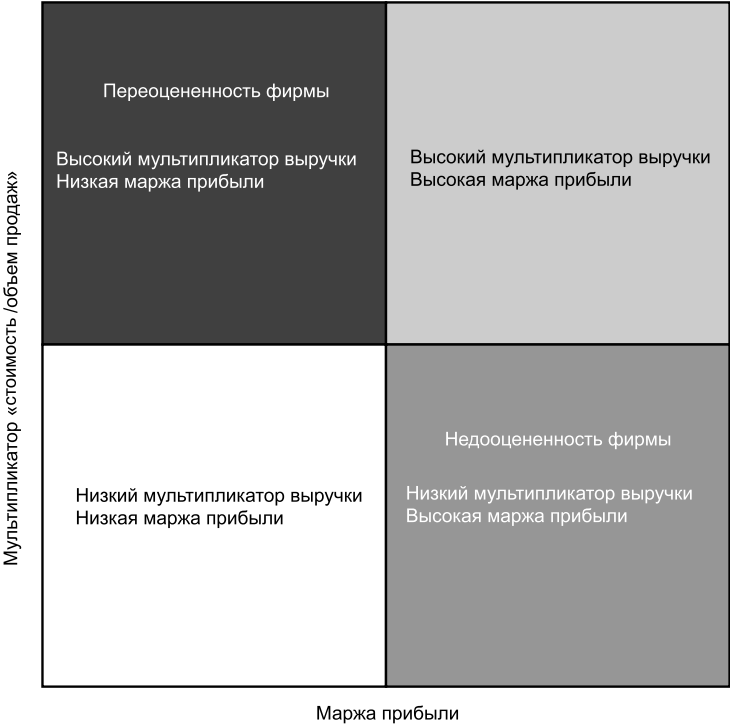 Мультипликатор «стоимость /объем продаж»
Переоцененность фирмы
Высокий мультипликатор выручки
Низкая маржа прибыли
Высокий мультипликатор выручки
Высокая маржа прибыли
Низкий мультипликатор выручки
Низкая маржа прибыли
Недооцененность фирмы
Низкий мультипликатор выручки
Высокая маржа прибыли
Маржа прибыли